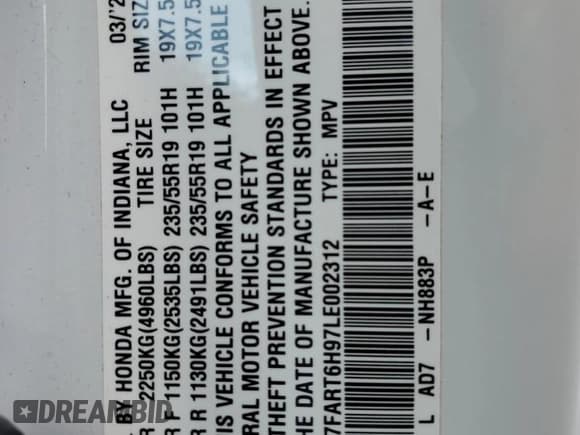 BY HONDA MFG. OF INDIANA, LLC 03/2
R 2250KG(4960LBS) TIRE SIZE RIM SIZ
R F 1150KG(2535LBS) 235/55R19 101H 19X7.5
R R 1130KG(2491LBS) 235/55R19 101H 19X7.5
IS VEHICLE CONFORMS TO ALL APPLICABLE
RAL MOTOR VEHICLE SAFETY
THEFT PREVENTION STANDARDS IN EFFECT
HE DATE OF MANUFACTURE SHOWN ABOVE.
7FART6H97LE002312 TYPE: MPV
L AD7 -NH883P -A-E
DREAMBID